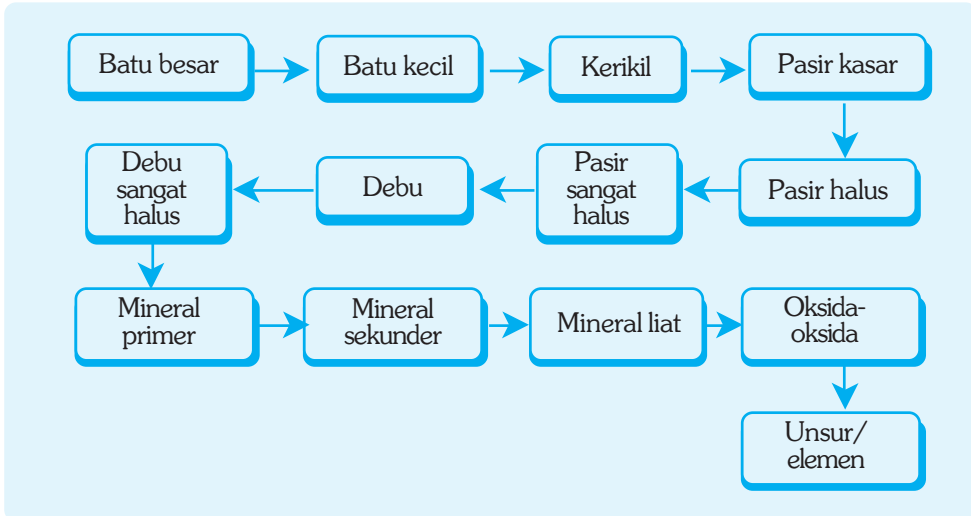 Batu besar
Batu kecil
Kerikil
Pasir kasar
Pasir halus
Pasir
sangat
halus
Debu
Debu
sangat
halus
Mineral
primer
Mineral
sekunder
Mineral liat
Oksida-
oksida
Unsur/
elemen